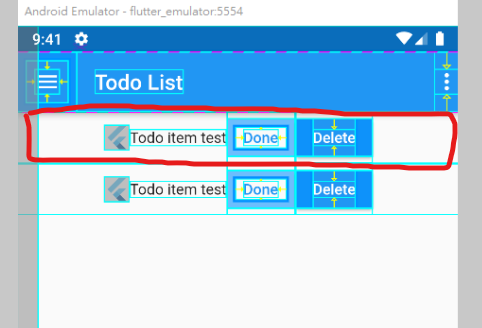 Android Emulator - flutter_emulator:5554
9:41
Todo List
Todo item test Done Delete
Todo item test Done Delete